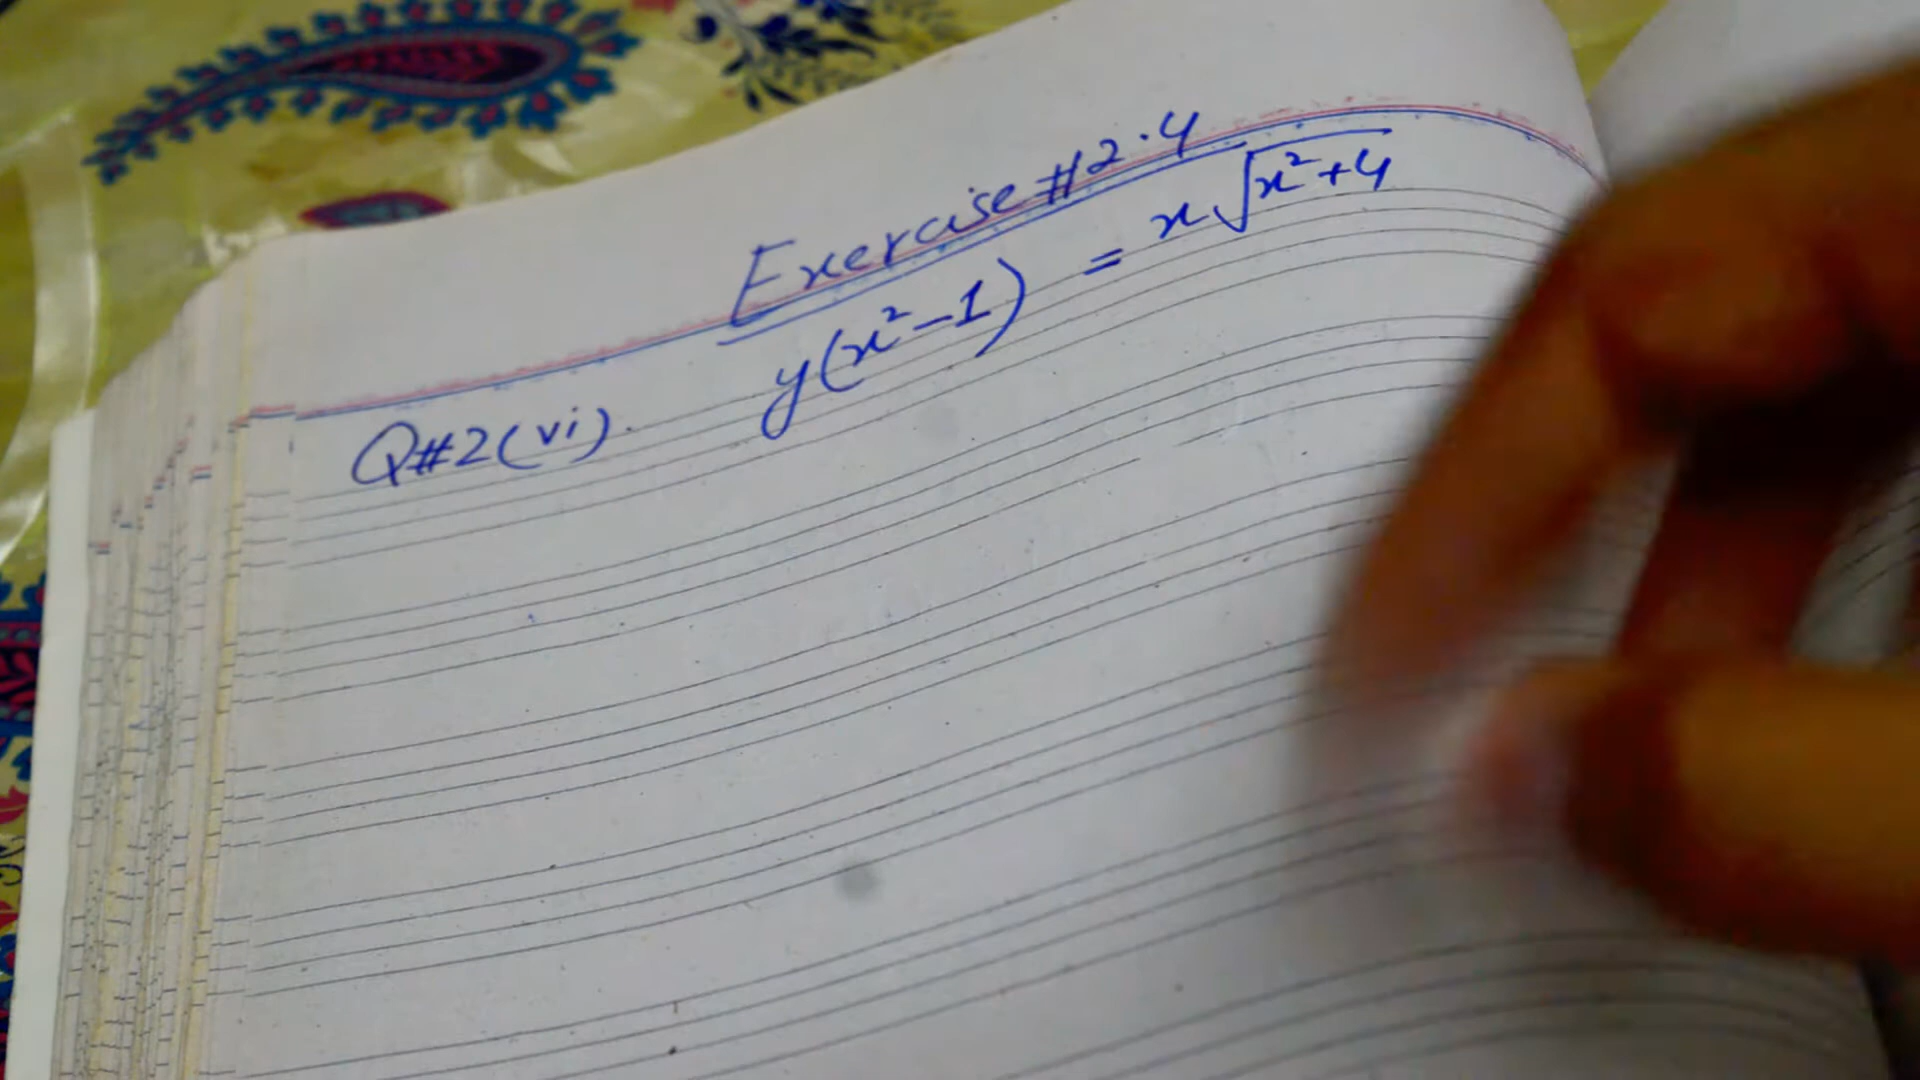 Exercise #2.4
Q#2(vi). y(x²-1) = x√x²+4